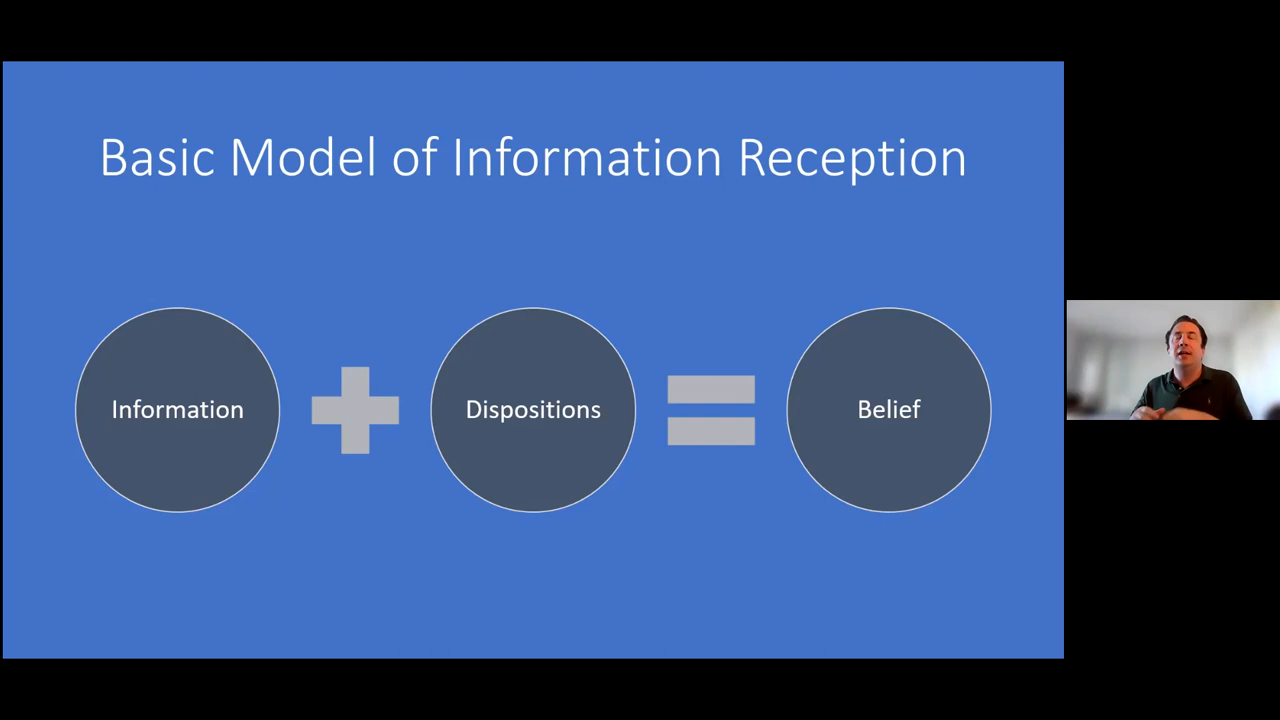 Basic Model of Information Reception
Information
Dispositions
Belief